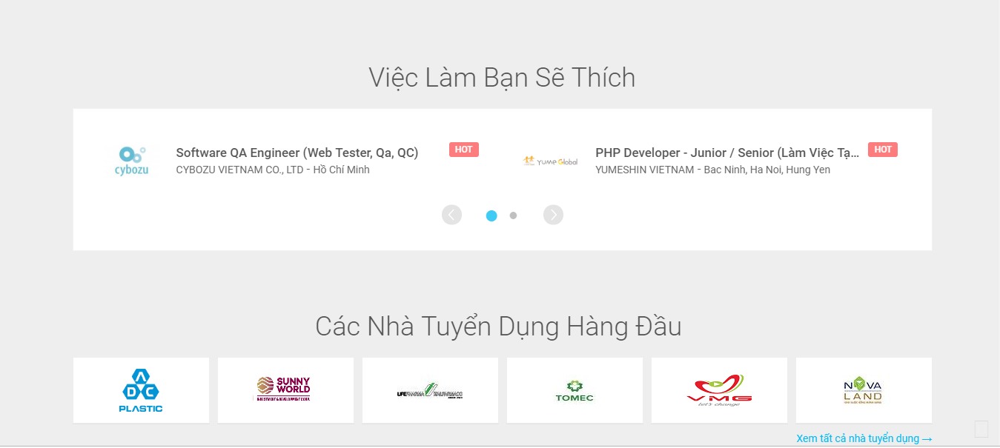 Việc Làm Bạn Sẽ Thích
cybozu
Software QA Engineer (Web Tester, Qa, QC)
HOT
CYBOZU VIETNAM CO., LTD - Hồ Chí Minh
Yume Global
PHP Developer - Junior / Senior (Làm Việc Tạ...
HOT
YUMESHIN VIETNAM - Bac Ninh, Ha Noi, Hung Yen
Các Nhà Tuyển Dụng Hàng Đầu
ADC
PLASTIC
SUNNY
WORLD
INVESTMENT & DEVELOPMENT CORP.
TOMEC
VMG
let's change
NOVA
LAND
Xem tất cả nhà tuyển dụng →